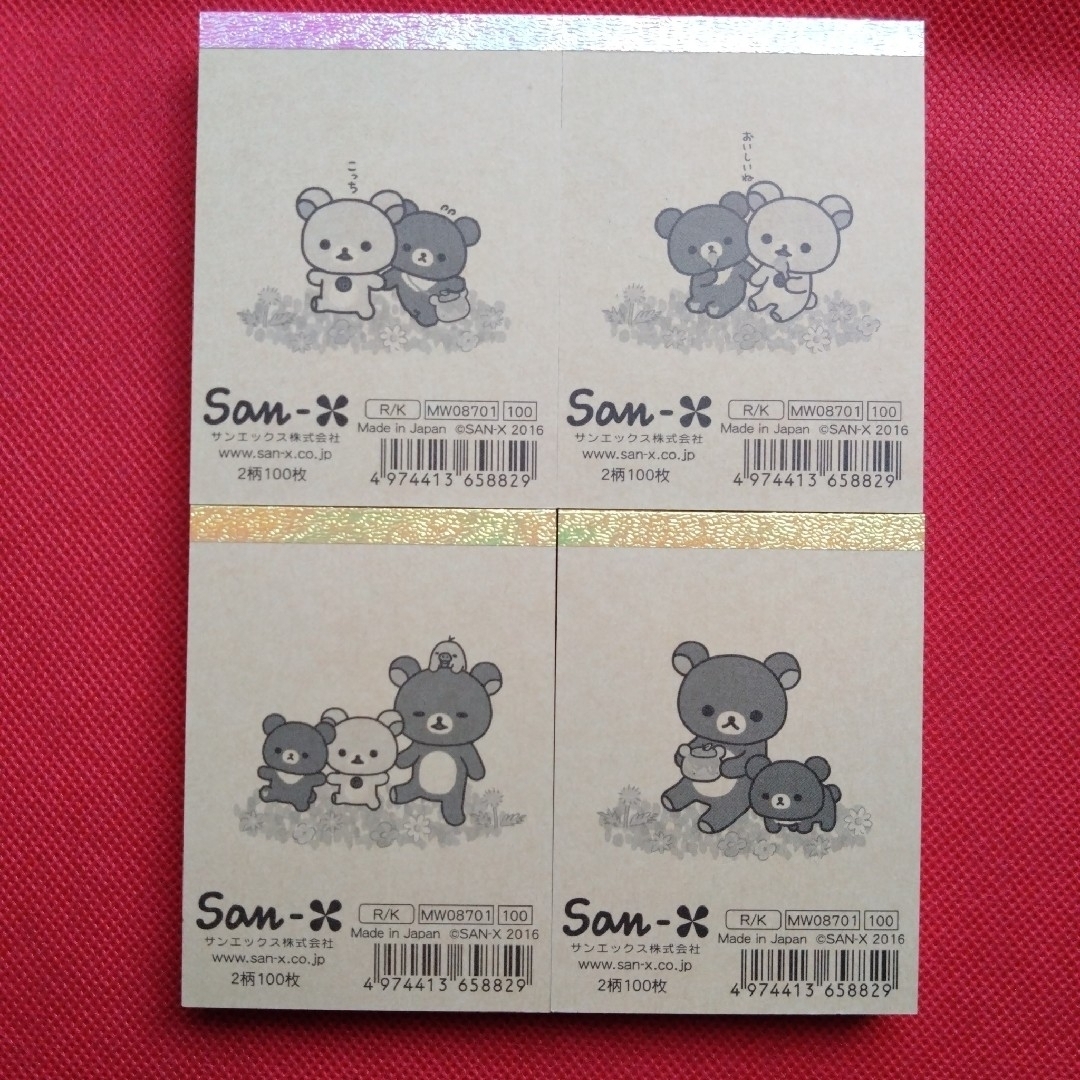 こっち
San-X
サンエックス株式会社
www.san-x.co.jp
2柄100枚
R/K MW08701 100
Made in Japan ©SAN-X 2016
4 974413 658829
おいしいね
San-X
サンエックス株式会社
www.san-x.co.jp
2柄100枚
R/K MW08701 100
Made in Japan ©SAN-X 2016
4 974413 658829
San-X
サンエックス株式会社
www.san-x.co.jp
2柄100枚
R/K MW08701 100
Made in Japan ©SAN-X 2016
4 974413 658829
San-X
サンエックス株式会社
www.san-x.co.jp
2柄100枚
R/K MW08701 100
Made in Japan ©SAN-X 2016
4 974413 658829